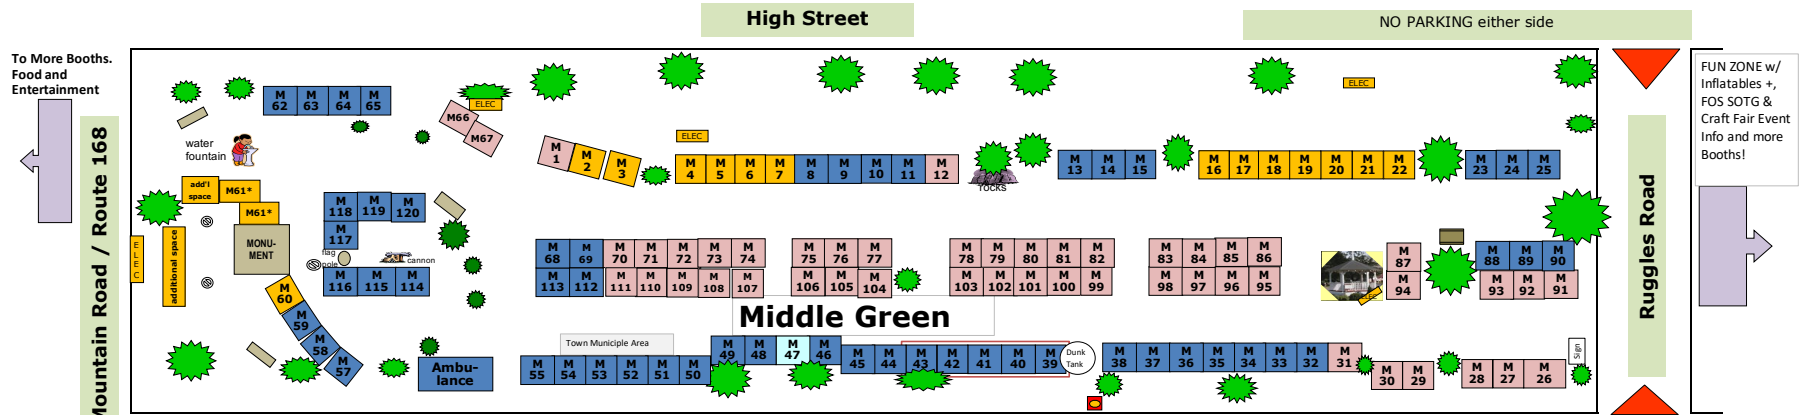 High Street
NO PARKING either side
To More Booths.
Food and
Entertainment
Mountain Road / Route 168
FUN ZONE w/
Inflatables +,
FOS SOTG &
Craft Fair Event
Info and more
Booths!
Ruggles Road
M 62 M 63 M 64 M 65
M66
M67
ELEC
ELEC
ELEC
water
fountain
M 1 M 2 M 3
M 4 M 5 M 6 M 7 M 8 M 9 M 10 M 11 M 12
rocks
M 13 M 14 M 15
M 16 M 17 M 18 M 19 M 20 M 21 M 22
M 23 M 24 M 25
add'l
space
M61*
M61*
M 118 M 119 M 120
M 117
MONU-
MENT
flag
pole
cannon
M 116 M 115 M 114
ELEC
additional space
M 60
M 59
M 58
M 57
M 68 M 69 M 70 M 71 M 72 M 73 M 74
M 75 M 76 M 77
M 78 M 79 M 80 M 81 M 82
M 83 M 84 M 85 M 86
M 87
M 88 M 89 M 90
M 113 M 112 M 111 M 110 M 109 M 108 M 107
M 106 M 105 M 104
M 103 M 102 M 101 M 100 M 99
M 98 M 97 M 96 M 95
ELEC
M 94
M 93 M 92 M 91
Middle Green
Town Municiple Area
Ambu-
lance
M 55 M 54 M 53 M 52 M 51 M 50
M 49 M 48 M 47 M 46
M 45 M 44 M 43 M 42 M 41 M 40 M 39
Dunk
Tank
M 38 M 37 M 36 M 35 M 34 M 33 M 32 M 31
M 30 M 29
M 28 M 27 M 26
Sign